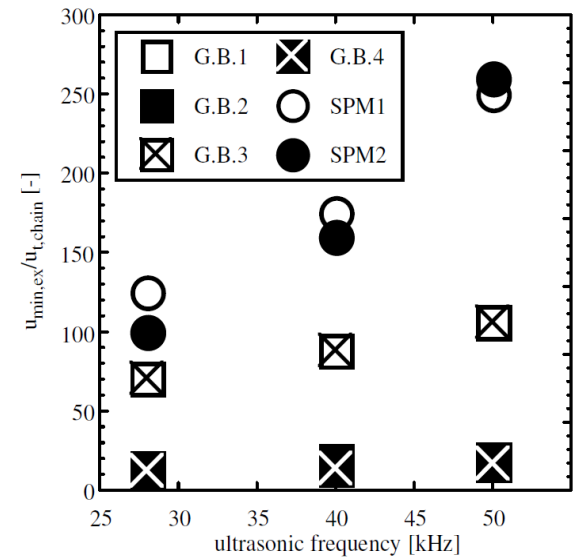 300
250
200
150
100
50
0
u_min,ex/u_t,chain [-]
G.B.1
G.B.4
G.B.2
SPM1
G.B.3
SPM2
25 30 35 40 45 50
ultrasonic frequency [kHz]